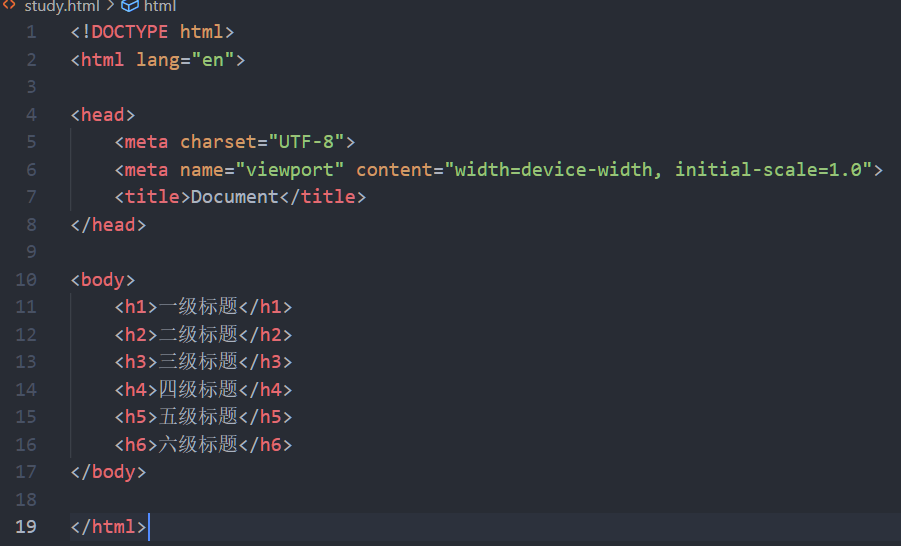 study.html > html
1 <!DOCTYPE html>
2 <html lang="en">
3
4 <head>
5     <meta charset="UTF-8">
6     <meta name="viewport" content="width=device-width, initial-scale=1.0">
7     <title>Document</title>
8 </head>
9
10 <body>
11     <h1>一级标题</h1>
12     <h2>二级标题</h2>
13     <h3>三级标题</h3>
14     <h4>四级标题</h4>
15     <h5>五级标题</h5>
16     <h6>六级标题</h6>
17 </body>
18
19 </html>